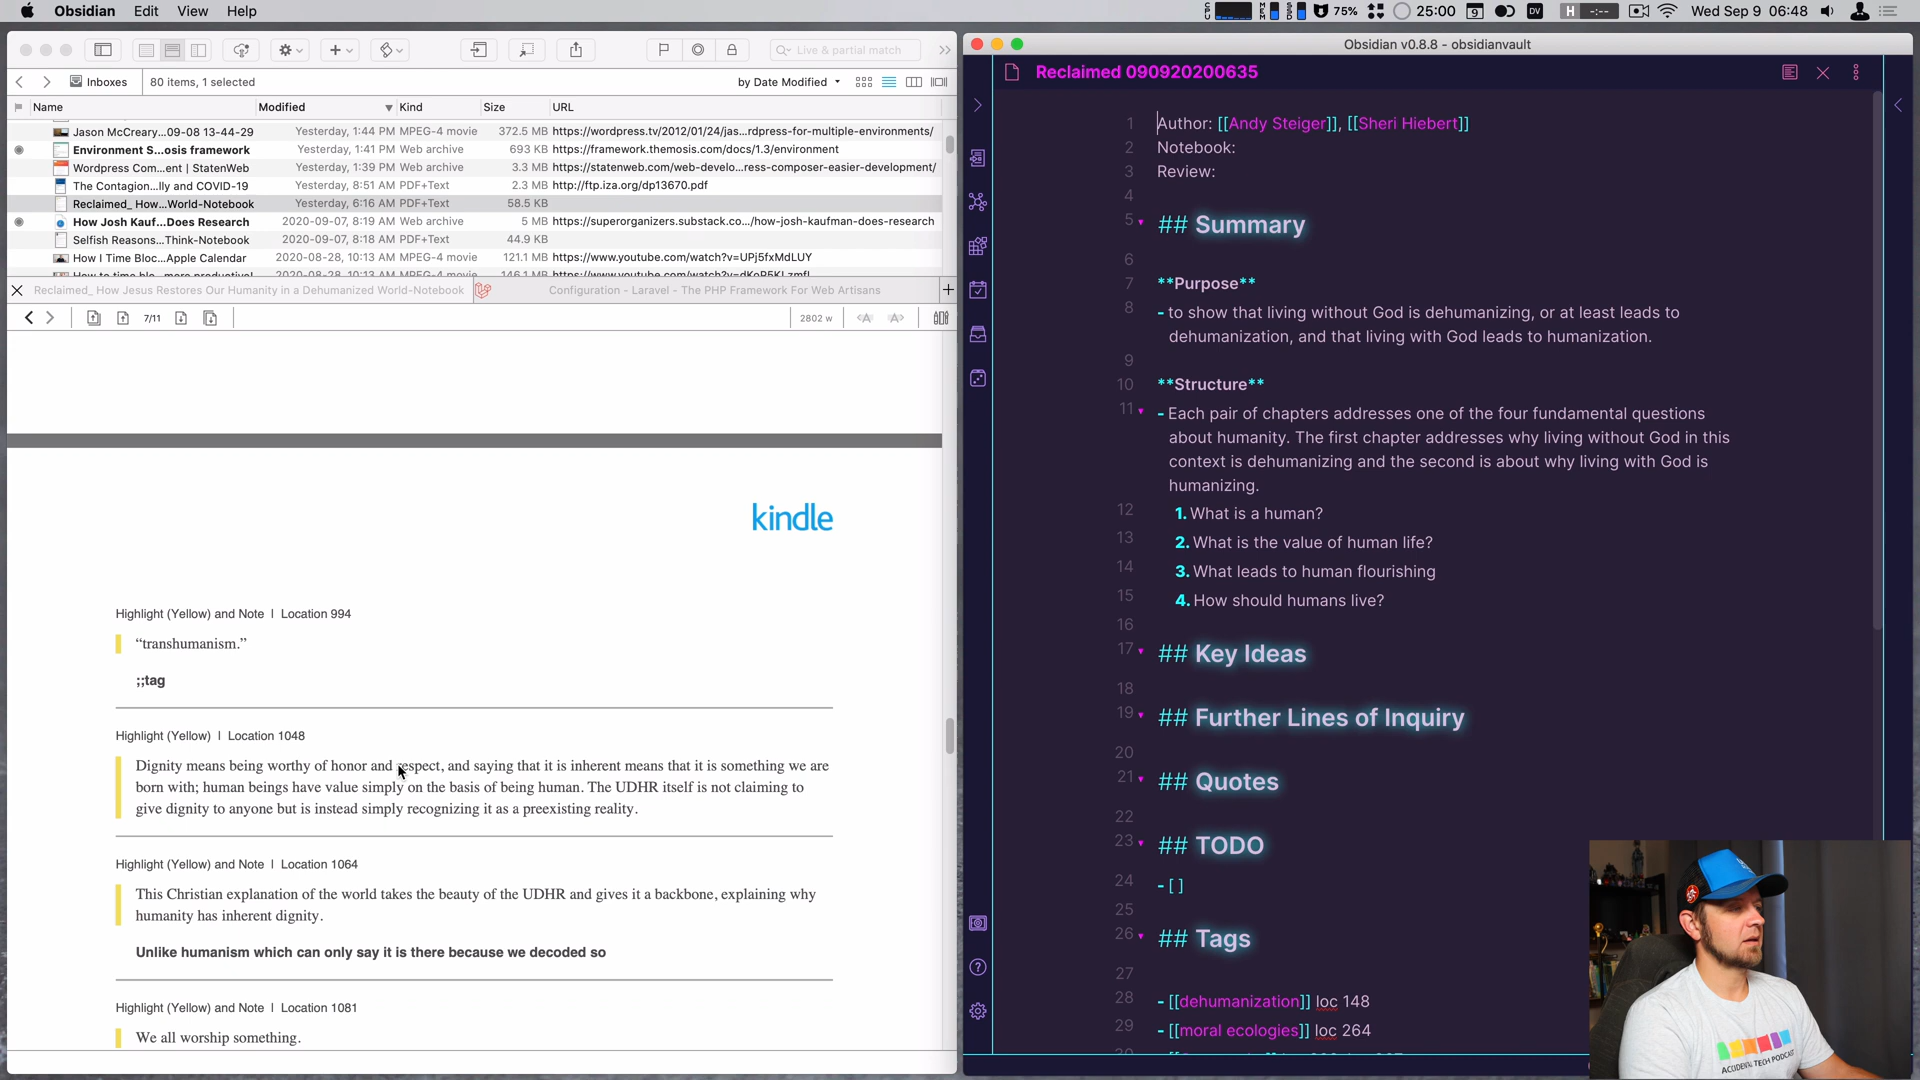 Obsidian Edit View Help
75% 25:00 9 DV H -:-- Wed Sep 9 06:48
Live & partial match
Inboxes 80 items, 1 selected by Date Modified
Name Modified Kind Size URL
Jason McCreary...09-08 13-44-29 Yesterday, 1:44 PM MPEG-4 movie 372.5 MB https://wordpress.tv/2012/01/24/jas...rdpress-for-multiple-environments/
Environment S...osis framework Yesterday, 1:41 PM Web archive 693 KB https://framework.themosis.com/docs/1.3/environment
Wordpress Com...ent | StatenWeb Yesterday, 1:39 PM MPEG-4 movie 3.3 MB https://statenweb.com/web-develo...ress-composer-easier-development/
The Contagion...lly and COVID-19 Yesterday, 8:51 AM PDF+Text 2.3 MB http://ftp.iza.org/dp13670.pdf
Reclaimed_ How...World-Notebook Yesterday, 6:16 AM PDF+Text 58.5 KB
How Josh Kauf...Does Research 2020-09-07, 8:19 AM Web archive 5 MB https://superorganizers.substack.co.../how-josh-kaufman-does-research
Selfish Reasons...Think-Notebook 2020-09-07, 8:18 AM PDF+Text 44.9 KB
How I Time Bloc...Apple Calendar 2020-08-28, 10:13 AM MPEG-4 movie 121.1 MB https://www.youtube.com/watch?v=UPj5fxMdLUY
Reclaimed_ How Jesus Restores Our Humanity in a Dehumanized World-Notebook Configuration - Laravel - The PHP Framework For Web Artisans
7/11 2802 w
kindle
Highlight (Yellow) and Note | Location 994
“transhumanism.”
;;tag
Highlight (Yellow) | Location 1048
Dignity means being worthy of honor and respect, and saying that it is inherent means that it is something we are
born with; human beings have value simply on the basis of being human. The UDHR itself is not claiming to
give dignity to anyone but is instead simply recognizing it as a preexisting reality.
Highlight (Yellow) and Note | Location 1064
This Christian explanation of the world takes the beauty of the UDHR and gives it a backbone, explaining why
humanity has inherent dignity.
Unlike humanism which can only say it is there because we decoded so
Highlight (Yellow) and Note | Location 1081
We all worship something.
Obsidian v0.8.8 - obsidianvault
Reclaimed 090920200635
1 Author: [[Andy Steiger]], [[Sheri Hiebert]]
2 Notebook:
3 Review:
4
5 ## Summary
6
7 **Purpose**
8 - to show that living without God is dehumanizing, or at least leads to
dehumanization, and that living with God leads to humanization.
9
10 **Structure**
11 - Each pair of chapters addresses one of the four fundamental questions
about humanity. The first chapter addresses why living without God in this
context is dehumanizing and the second is about why living with God is
humanizing.
12 1. What is a human?
13 2. What is the value of human life?
14 3. What leads to human flourishing
15 4. How should humans live?
16
17 ## Key Ideas
18
19 ## Further Lines of Inquiry
20
21 ## Quotes
22
23 ## TODO
24 - [ ]
25
26 ## Tags
27
28 - [[dehumanization]] loc 148
29 - [[moral ecologies]] loc 264
30
ACCIDENTAL TECH PODCAST